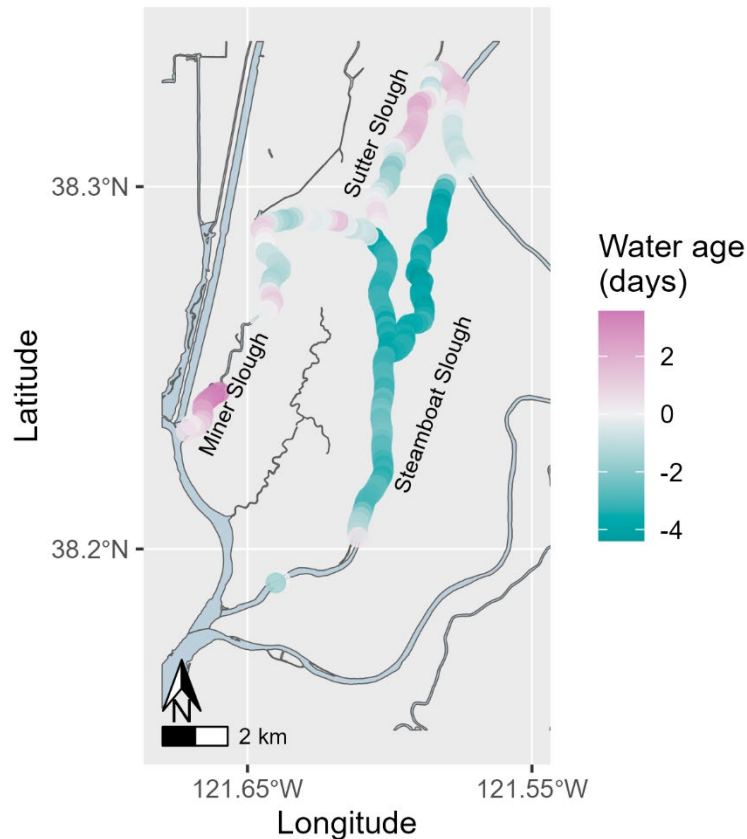 Sutter Slough
38.3°N
Water age
(days)
2
0
-2
-4
Latitude
Miner Slough
Steamboat Slough
38.2°N
N
2 km
121.65°W
121.55°W
Longitude